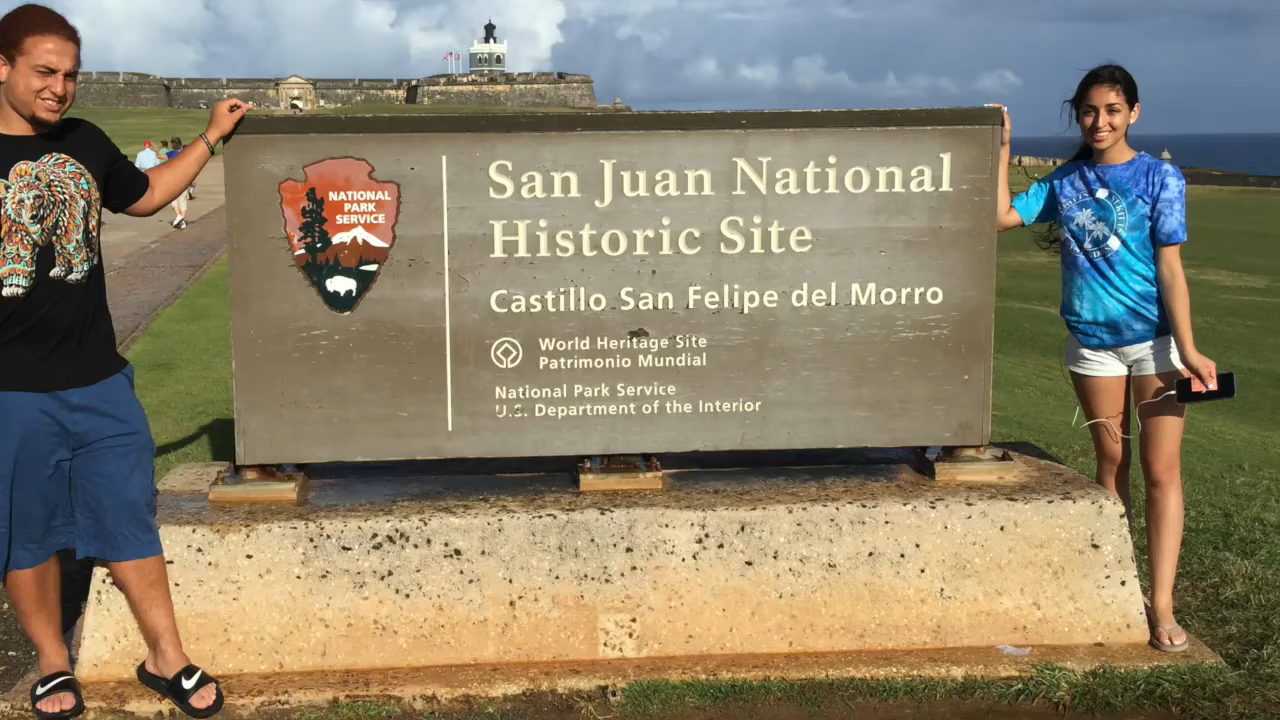 NATIONAL
PARK
SERVICE
San Juan National
Historic Site
Castillo San Felipe del Morro
World Heritage Site
Patrimonio Mundial
National Park Service
U.S. Department of the Interior